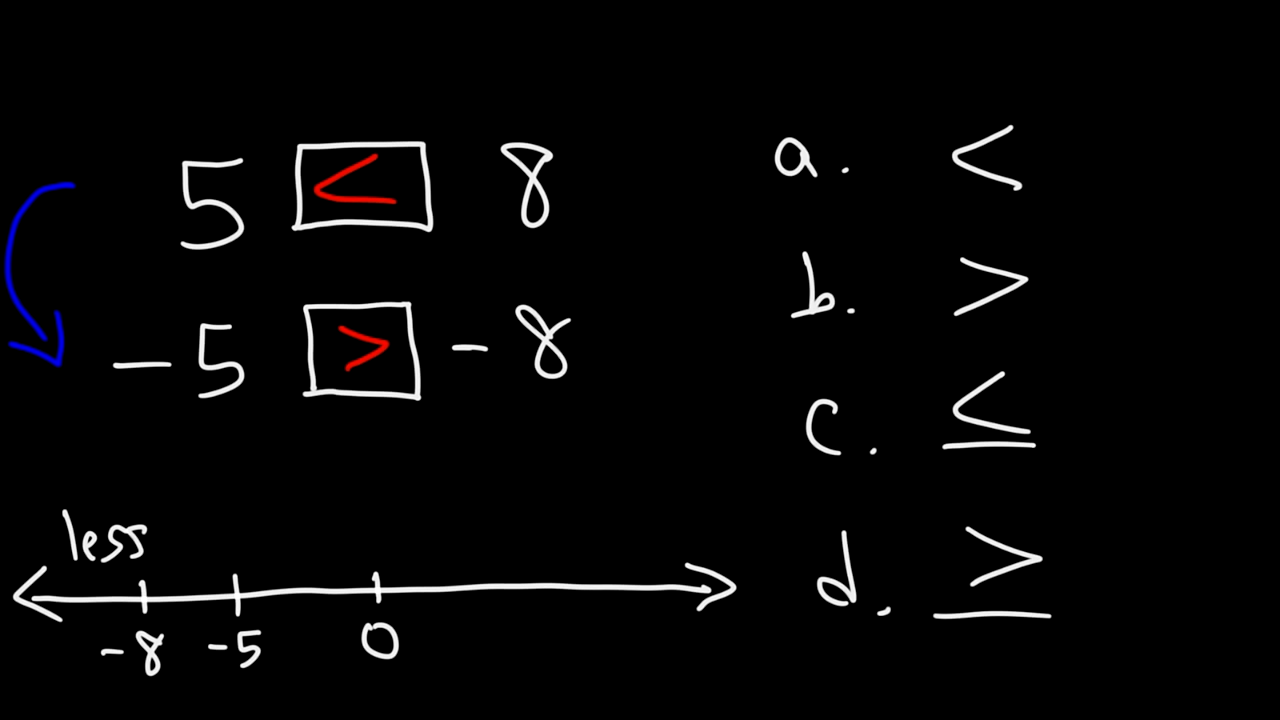 5 < 8
-5 > -8
less
-8 -5 0
a. <
b. >
c. ≤
d. ≥